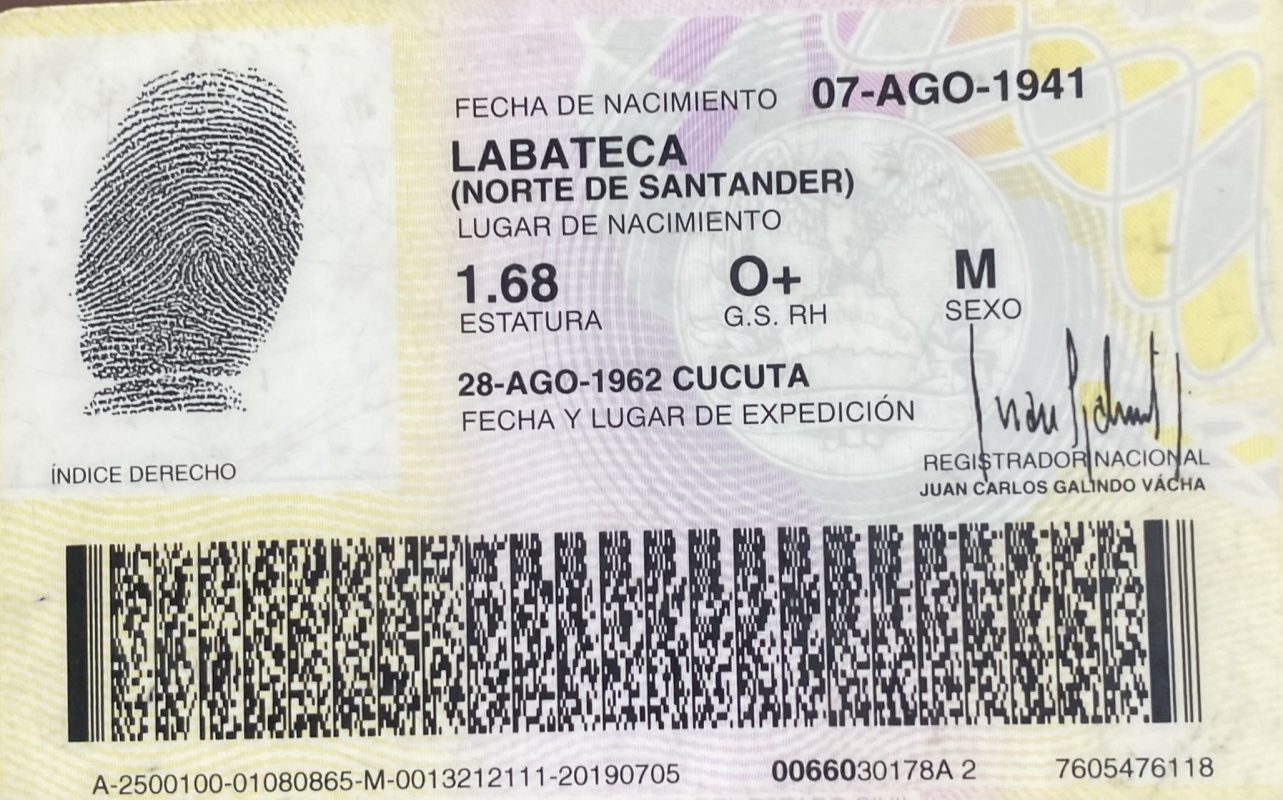 FECHA DE NACIMIENTO 07-AGO-1941
LABATECA
(NORTE DE SANTANDER)
LUGAR DE NACIMIENTO
1.68 O+ M
ESTATURA G.S. RH SEXO
28-AGO-1962 CUCUTA
FECHA Y LUGAR DE EXPEDICIÓN
ÍNDICE DERECHO
REGISTRADOR NACIONAL
JUAN CARLOS GALINDO VÁCHA
A-2500100-01080865-M-0013212111-20190705 0066030178A 2 7605476118